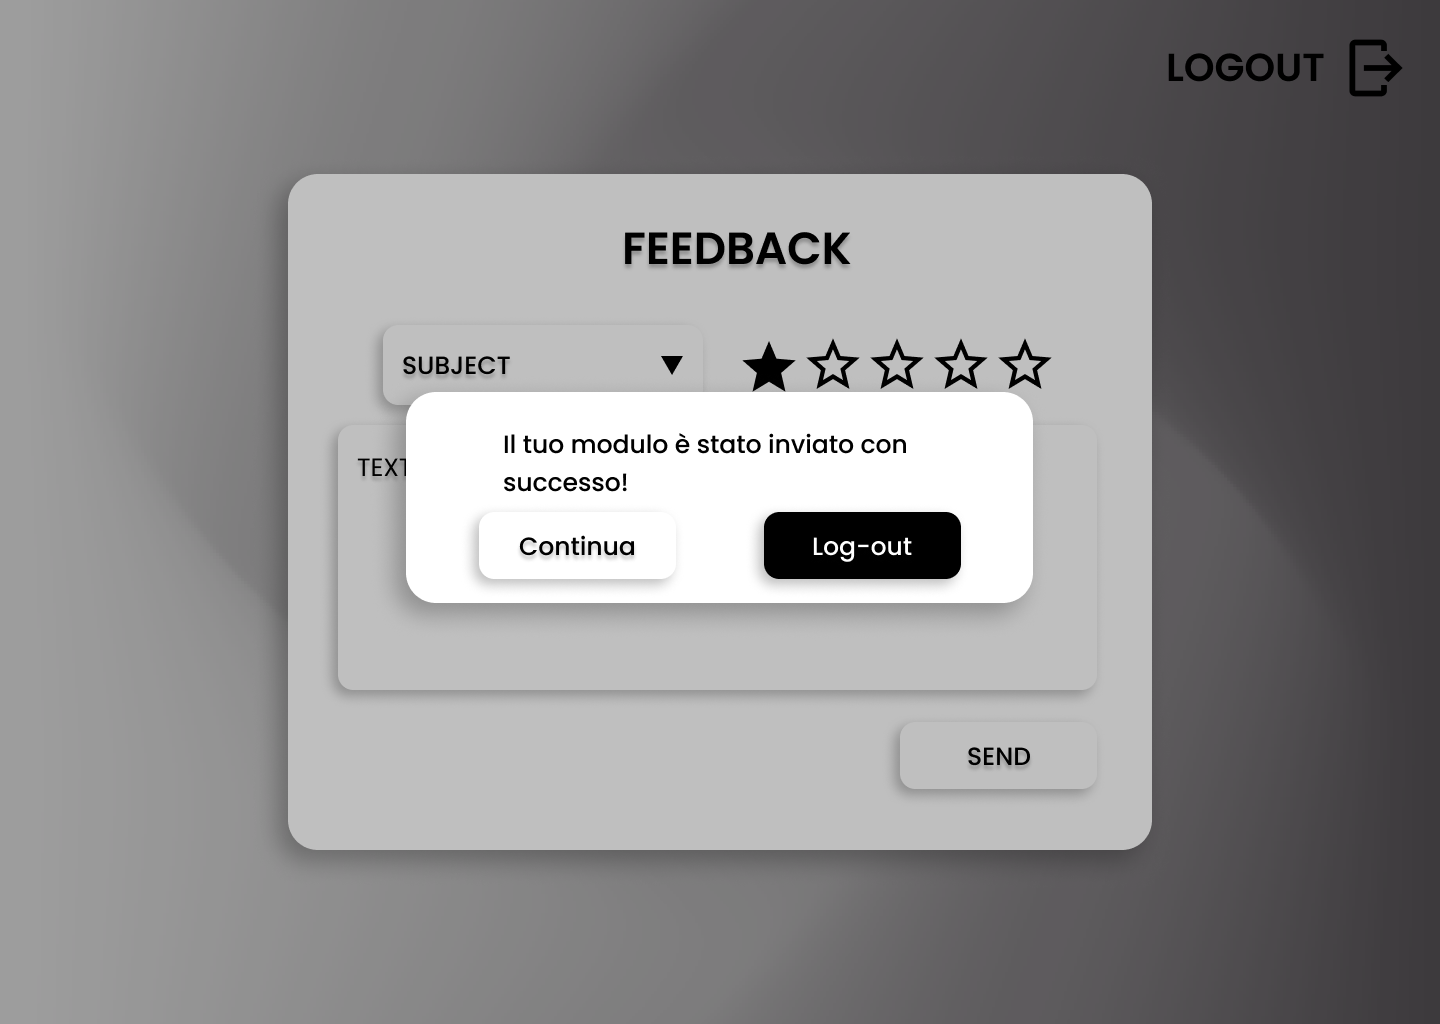 LOGOUT
FEEDBACK
SUBJECT
TEXT
Il tuo modulo è stato inviato con
successo!
Continua
Log-out
SEND